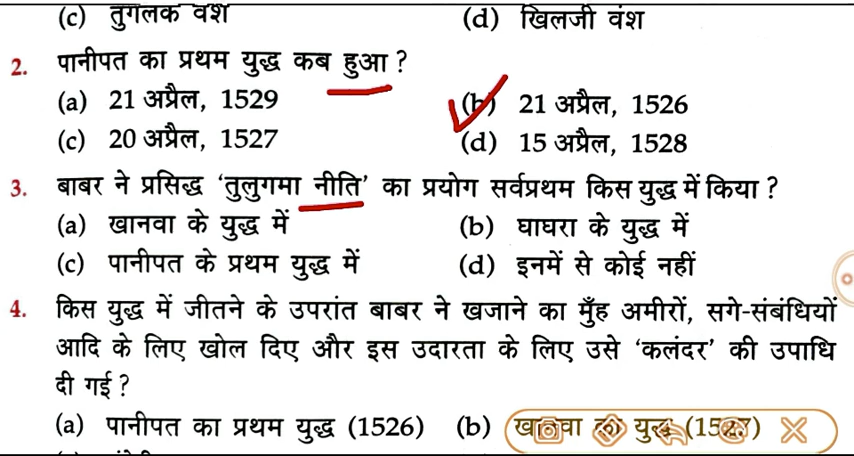 (c) तुगलक वंश (d) खिलजी वंश
2. पानीपत का प्रथम युद्ध कब हुआ ?
(a) 21 अप्रैल, 1529 (b) 21 अप्रैल, 1526
(c) 20 अप्रैल, 1527 (d) 15 अप्रैल, 1528
3. बाबर ने प्रसिद्ध ‘तुलुगमा नीति’ का प्रयोग सर्वप्रथम किस युद्ध में किया ?
(a) खानवा के युद्ध में (b) घाघरा के युद्ध में
(c) पानीपत के प्रथम युद्ध में (d) इनमें से कोई नहीं
4. किस युद्ध में जीतने के उपरांत बाबर ने खजाने का मुँह अमीरों, सगे-संबंधियों
आदि के लिए खोल दिए और इस उदारता के लिए उसे ‘कलंदर’ की उपाधि
दी गई ?
(a) पानीपत का प्रथम युद्ध (1526) (b) खानवा का युद्ध (1527)